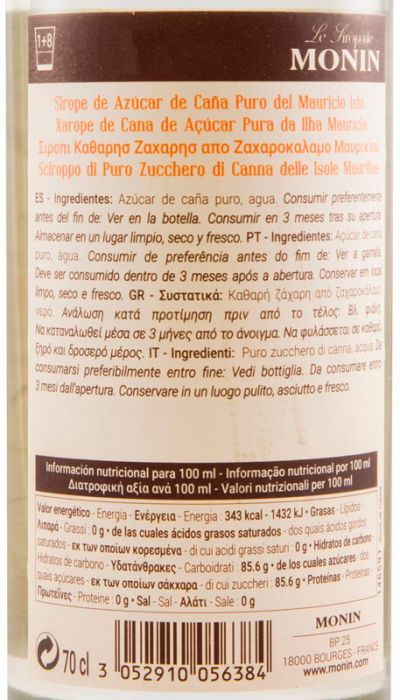 1+8
Le Sirop de
MONIN
Sirope de Azúcar de Caña Puro del Mauricio Isla
Xarope de Cana de Açúcar Pura da Ilha Mauricia
Σιροπι Καθαρης Ζαχαρης απο Ζαχαροκαλαμο Μαυρικιου
Sciroppo di Puro Zucchero di Canna delle Isole Mauritius
ES - Ingredientes: Azúcar de caña puro, agua. Consumir preferentemente
antes del fin de: Ver en la botella. Consumir en 3 meses tras su apertura.
Almacenar en un lugar limpio, seco y fresco. PT - Ingredientes: Açúcar de cana
puro, água. Consumir de preferência antes do fim de: Ver a garrafa.
Deve ser consumido dentro de 3 meses após a abertura. Conservar em local
limpo, seco e fresco. GR - Συστατικά: Καθαρή ζάχαρη από ζαχαροκάλαμο,
νερό. Ανάλωση κατά προτίμηση πριν από το τέλος: Βλ. φιάλη.
Να καταναλωθεί μέσα σε 3 μήνες από το άνοιγμα. Να φυλάσσεται σε καθαρό,
ξηρό και δροσερό μέρος. IT - Ingredienti: Puro zucchero di canna, acqua. Da
consumarsi preferibilmente entro fine: Vedi bottiglia. Da consumare entro
3 mesi dall'apertura. Conservare in un luogo pulito, asciutto e fresco.
Información nutricional para 100 ml - Informação nutricional por 100 ml
Διατροφική αξία ανά 100 ml - Valori nutrizionali per 100 ml
Valor energético - Energia - Ενέργεια - Energia : 343 kcal - 1432 kJ • Grasas - Lípidos -
Λιπαρά - Grassi : 0 g • de las cuales ácidos grasos saturados - dos quais ácidos gordos
saturados - εκ των οποίων κορεσμένα - di cui acidi grassi saturi : 0 g • Hidratos de carbono -
Hidratos de carbono - Υδατάνθρακες - Carboidrati : 85.6 g • de los cuales azúcares - dos
quais açúcares - εκ των οποίων σάκχαρα - di cui zuccheri : 85.6 g • Proteínas - Proteínas -
Πρωτεΐνες - Proteine : 0 g • Sal - Sal - Αλάτι - Sale : 0 g
70 cl
3 052910 056384
MONIN
BP 25
18000 BOURGES - FRANCE
www.monin.com